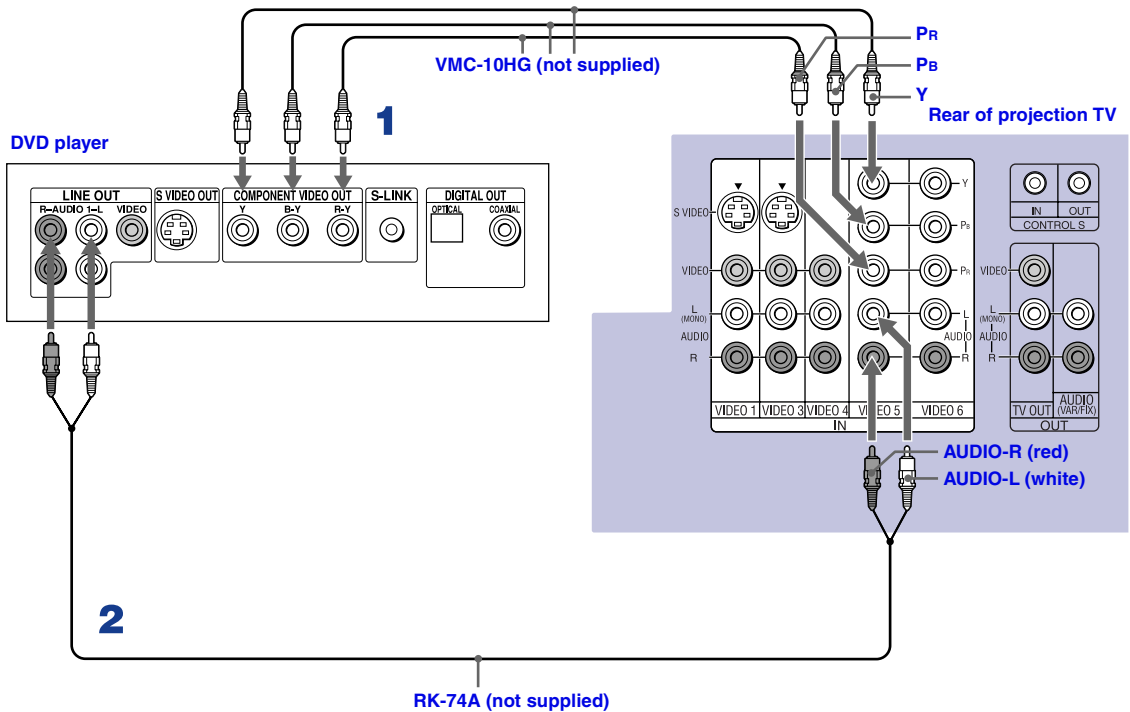 PR
VMC-10HG (not supplied)
PB
Y
1
Rear of projection TV
DVD player
LINE OUT
S VIDEO OUT
COMPONENT VIDEO OUT
S-LINK
DIGITAL OUT
R–AUDIO 1–L
VIDEO
Y
B-Y
R-Y
OPTICAL
COAXIAL
S VIDEO
VIDEO
L
(MONO)
AUDIO
R
Y
PB
PR
L
AUDIO
R
VIDEO 1
VIDEO 3
VIDEO 4
VIDEO 5
VIDEO 6
IN
IN
OUT
CONTROL S
VIDEO
L
(MONO)
AUDIO
R
TV OUT
AUDIO
(VAR/FIX)
OUT
AUDIO-R (red)
AUDIO-L (white)
2
RK-74A (not supplied)